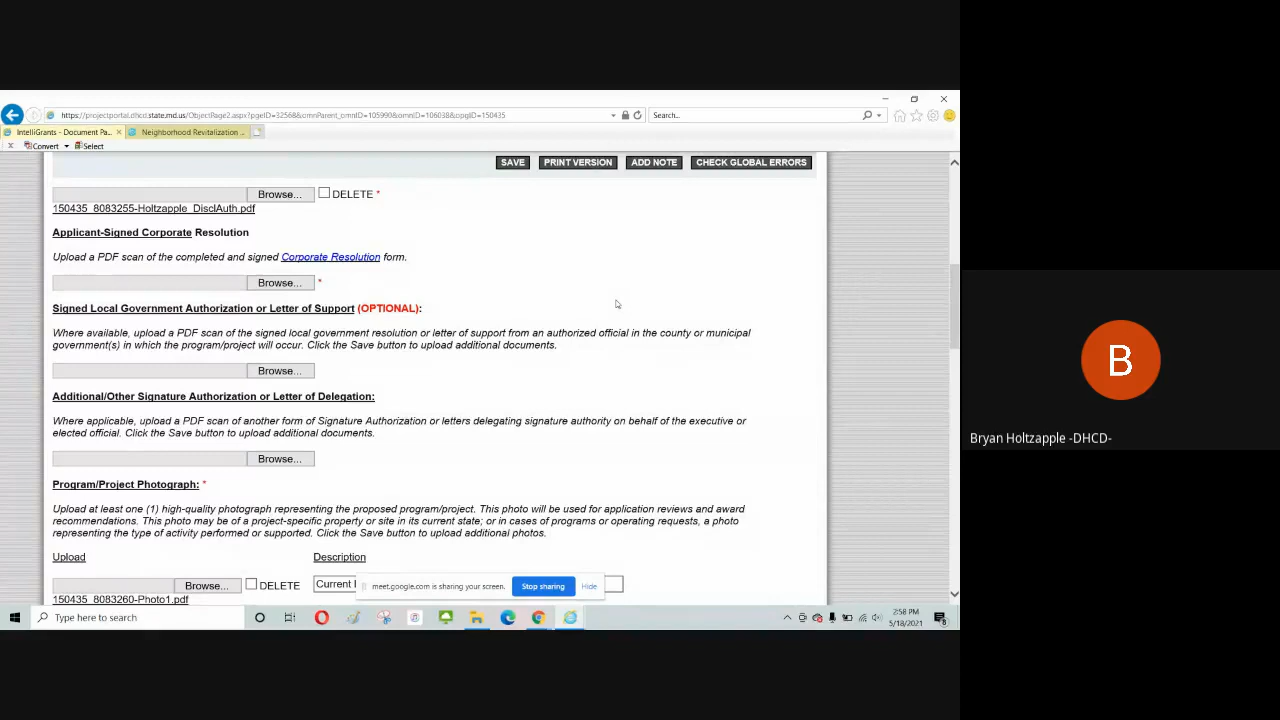 https://projectportal.dhcd.state.md.us/ObjectPage2.aspx?pgeID=32568&omnParent_omnID=105990&omnID=106038&opgID=150435
Search...
IntelliGrants - Document Pa...
Neighborhood Revitalization
Convert
Select
SAVE
PRINT VERSION
ADD NOTE
CHECK GLOBAL ERRORS
Browse...
DELETE *
150435_8083255-Holtzapple_DisclAuth.pdf
Applicant-Signed Corporate Resolution
Upload a PDF scan of the completed and signed Corporate Resolution form.
Browse... *
Signed Local Government Authorization or Letter of Support (OPTIONAL):
Where available, upload a PDF scan of the signed local government resolution or letter of support from an authorized official in the county or municipal
government(s) in which the program/project will occur. Click the Save button to upload additional documents.
Browse...
Additional/Other Signature Authorization or Letter of Delegation:
Where applicable, upload a PDF scan of another form of Signature Authorization or letters delegating signature authority on behalf of the executive or
elected official. Click the Save button to upload additional documents.
Browse...
Program/Project Photograph: *
Upload at least one (1) high-quality photograph representing the proposed program/project. This photo will be used for application reviews and award
recommendations. This photo may be of a project-specific property or site in its current state; or in cases of programs or operating requests, a photo
representing the type of activity performed or supported. Click the Save button to upload additional photos.
Upload
Description
Browse...
DELETE
Current
150435_8083260-Photo1.pdf
meet.google.com is sharing your screen.
Stop sharing
Hide
Type here to search
2:58 PM
5/18/2021
8
B
Bryan Holtzapple -DHCD-